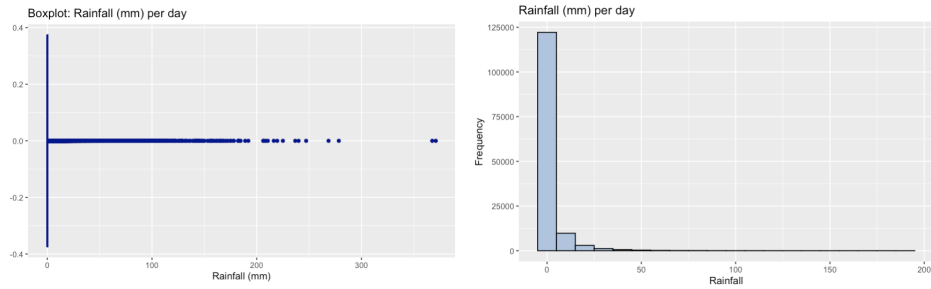 Boxplot: Rainfall (mm) per day
0.4
0.2
0.0
-0.2
-0.4
0 100 200 300
Rainfall (mm)
Rainfall (mm) per day
Frequency
125000
100000
75000
50000
25000
0
0 50 100 150 200
Rainfall